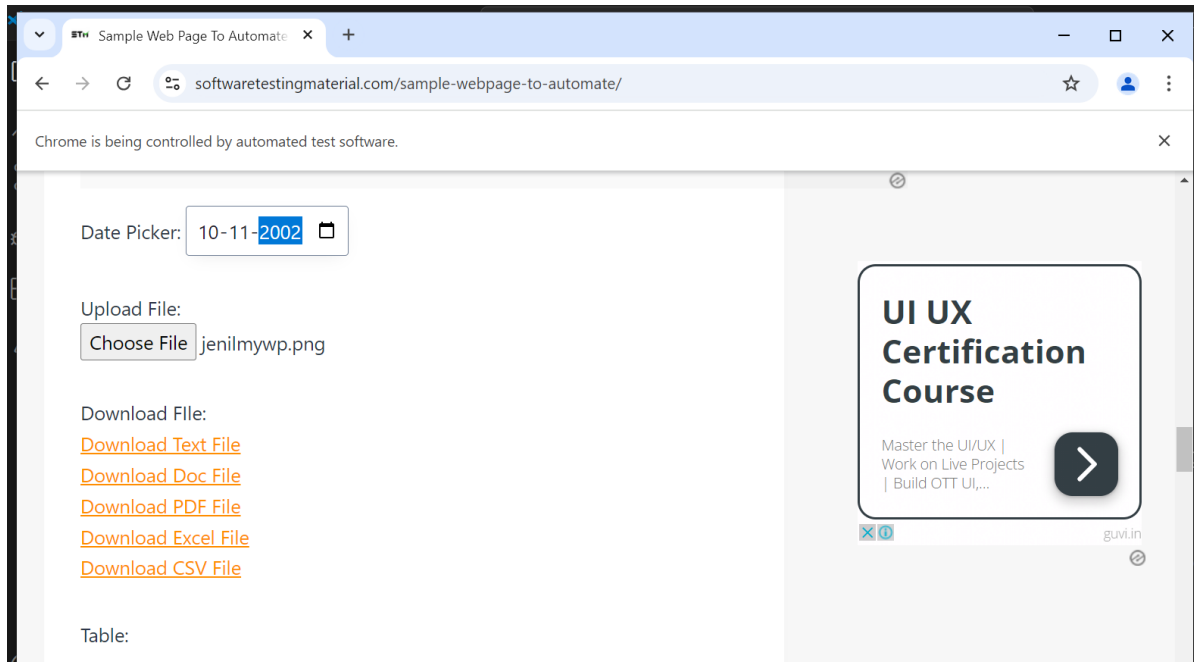 STM Sample Web Page To Automate
softwaretestingmaterial.com/sample-webpage-to-automate/
Chrome is being controlled by automated test software.
Date Picker: 10-11-2002
Upload File:
Choose File jenilmywp.png
Download FIle:
Download Text File
Download Doc File
Download PDF File
Download Excel File
Download CSV File
Table:
UI UX
Certification
Course
Master the UI/UX |
Work on Live Projects
| Build OTT UI,...
guvi.in